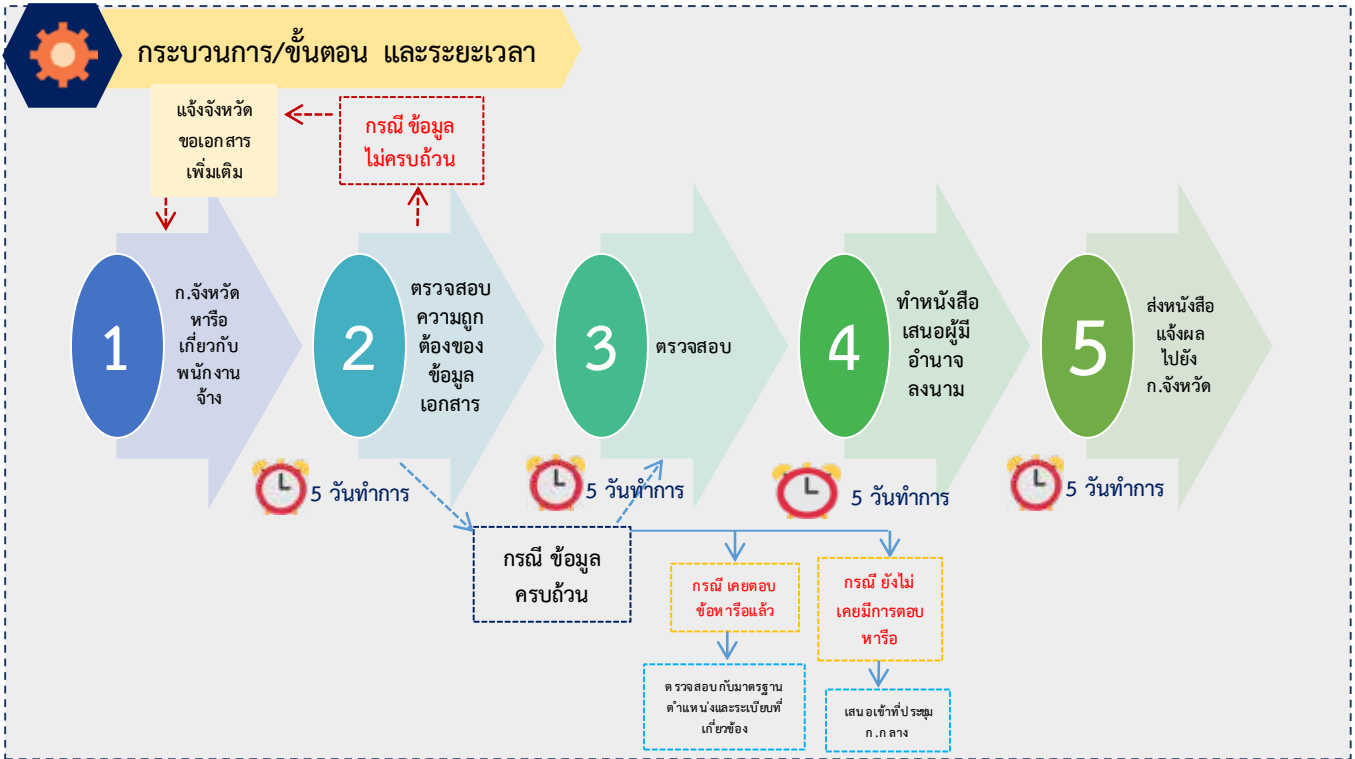 กระบวนการ/ขั้นตอน และระยะเวลา
แจ้งจังหวัด
ขอเอกสาร
เพิ่มเติม
กรณี ข้อมูล
ไม่ครบถ้วน
1
ก.จังหวัด
หารือ
เกี่ยวกับ
พนักงาน
จ้าง
2
ตรวจสอบ
ความถูก
ต้องของ
ข้อมูล
เอกสาร
3
ตรวจสอบ
4
ทำหนังสือ
เสนอผู้มี
อำนาจ
ลงนาม
5
ส่งหนังสือ
แจ้งผล
ไปยัง
ก.จังหวัด
5 วันทำการ
5 วันทำการ
5 วันทำการ
5 วันทำการ
กรณี ข้อมูล
ครบถ้วน
กรณี เคยตอบ
ข้อหารือแล้ว
กรณี ยังไม่
เคยมีการตอบ
หารือ
ตรวจสอบกับมาตรฐาน
ตำแหน่งและระเบียบที่
เกี่ยวข้อง
เสนอเข้าที่ประชุม
ก.กลาง